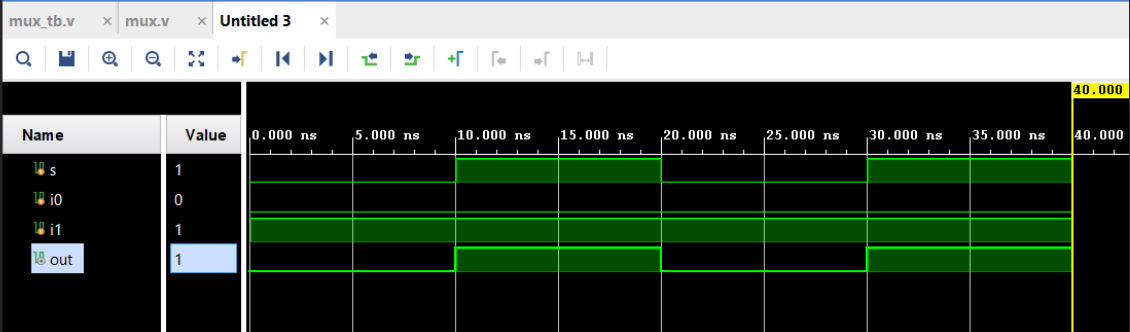 mux_tb.v × mux.v × Untitled 3 ×
40.000
Name Value
0.000 ns 5.000 ns 10.000 ns 15.000 ns 20.000 ns 25.000 ns 30.000 ns 35.000 ns 40.000
s 1
i0 0
i1 1
out 1